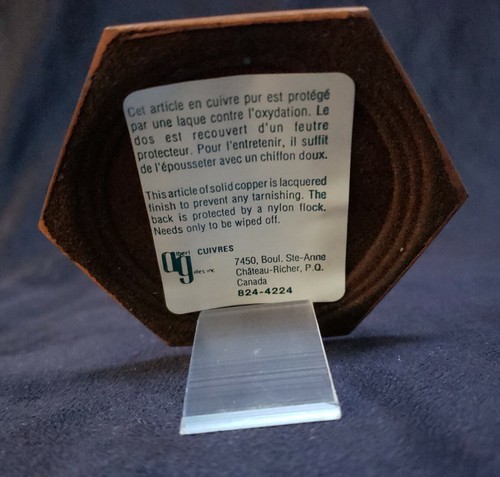 Cet article en cuivre pur est protégé
par une laque contre l'oxydation. Le
dos est recouvert d'un feutre
protecteur. Pour l'entretenir, il suffit
de l'épousseter avec un chiffon doux.
This article of solid copper is lacquered
finish to prevent any tarnishing. The
back is protected by a nylon flock.
Needs only to be wiped off.
albert
gilles inc
CUIVRES
7450, Boul. Ste-Anne
Château-Richer, P.Q.
Canada
824-4224